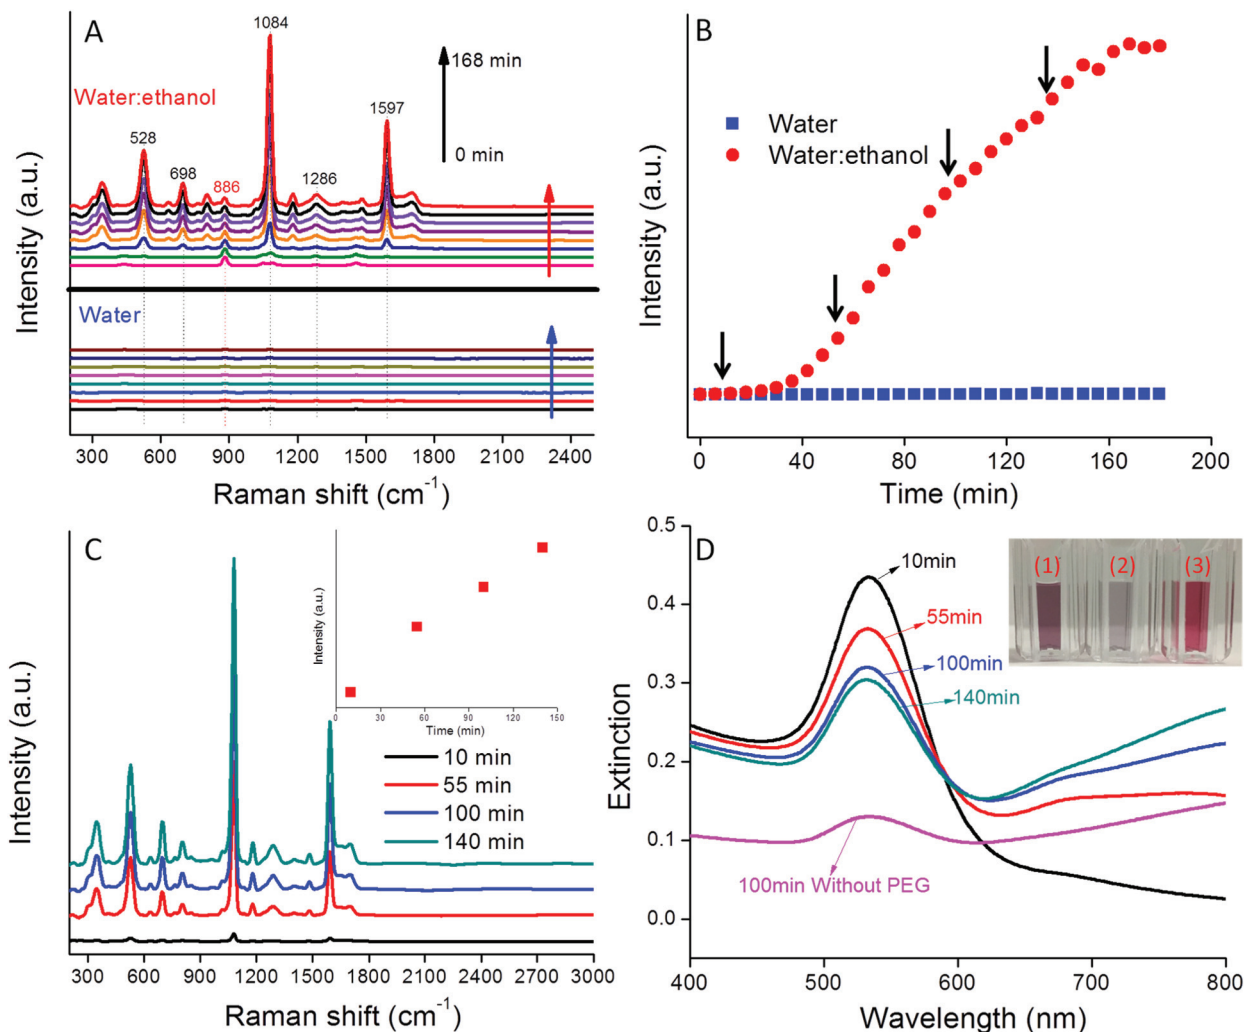 A
1084
168 min
Water:ethanol
1597
528
0 min
698
886
1286
Water
Intensity (a.u.)
300 600 900 1200 1500 1800 2100 2400
Raman shift (cm⁻¹)
B
Water
Water:ethanol
Intensity (a.u.)
0 40 80 120 160 200
Time (min)
C
Intensity (a.u.)
0 30 60 90 120 150
Time (min)
10 min
55 min
100 min
140 min
Intensity (a.u.)
300 600 900 1200 1500 1800 2100 2400 2700 3000
Raman shift (cm⁻¹)
D
0.5
0.4
0.3
0.2
0.1
0.0
Extinction
10min
55min
100min
140min
100min Without PEG
(1) (2) (3)
400 500 600 700 800
Wavelength (nm)